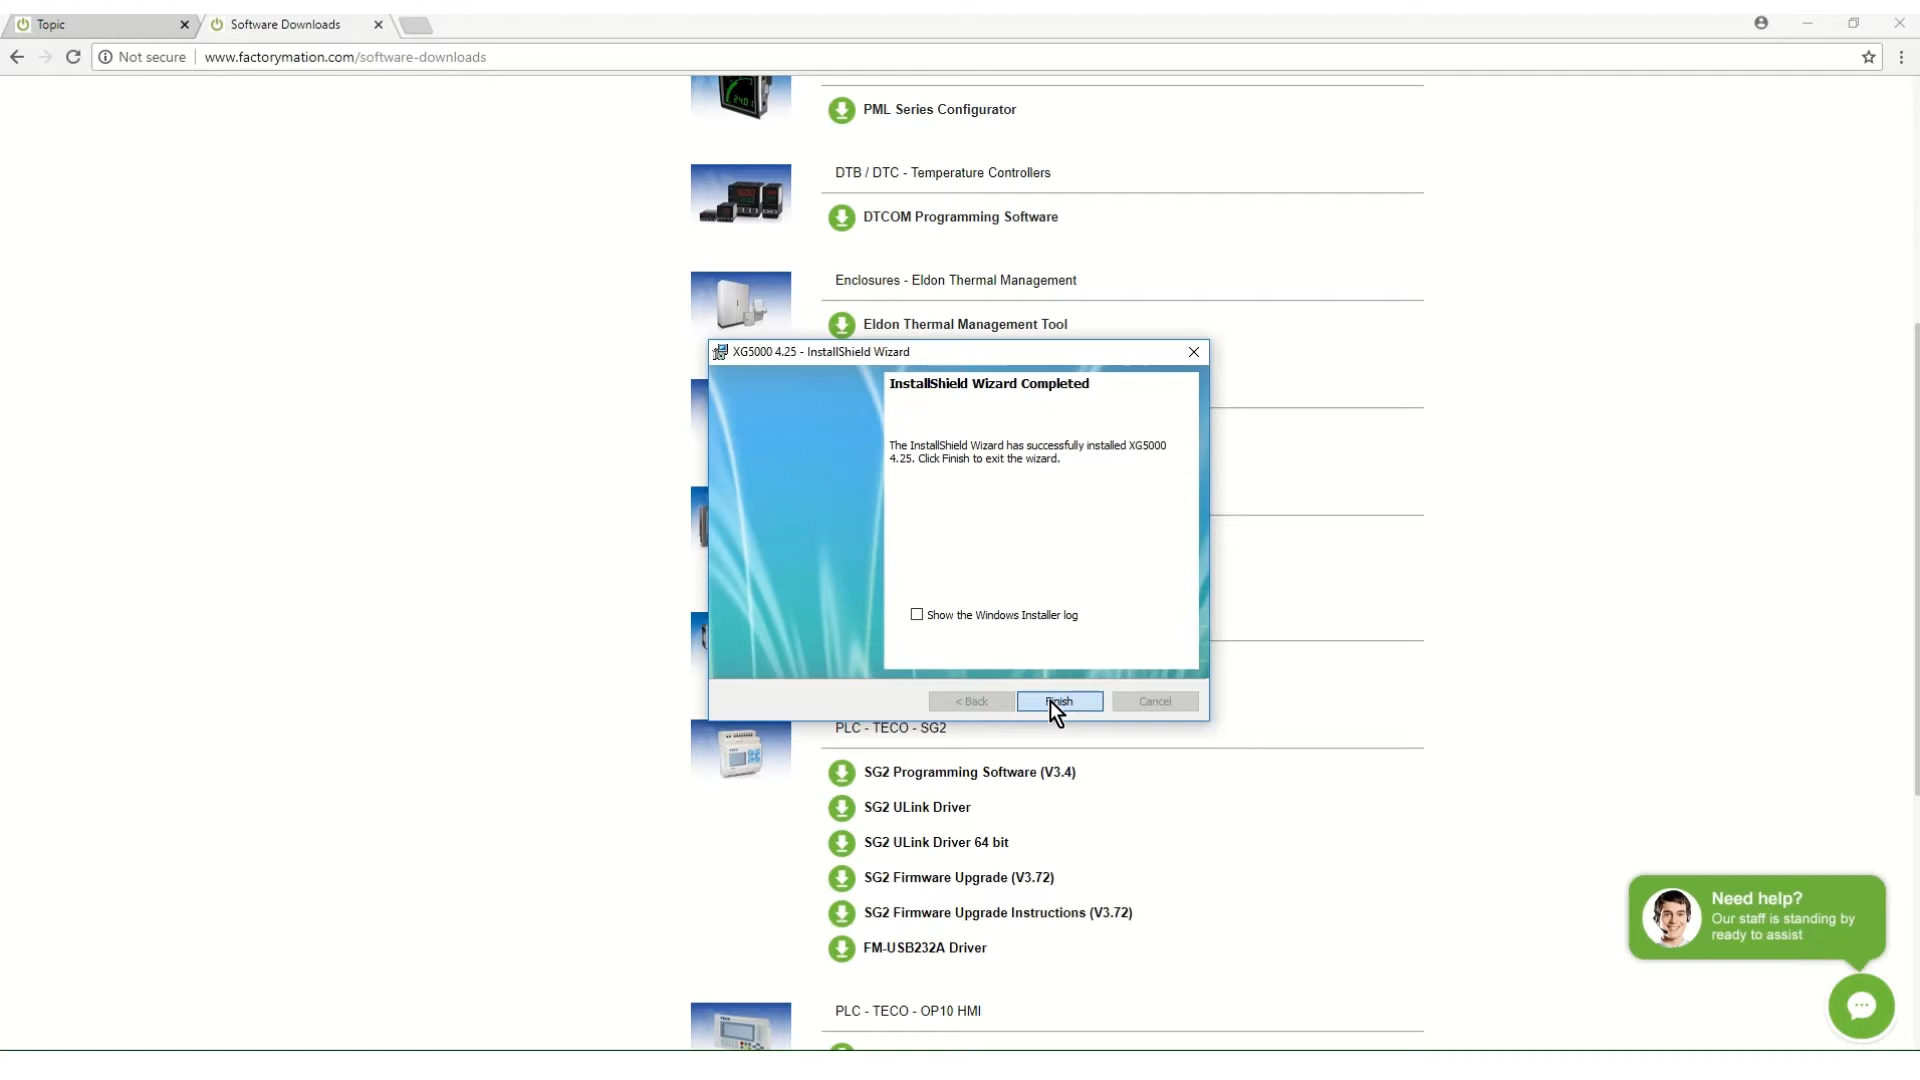 Topic
Software Downloads
Not secure
www.factorymation.com/software-downloads
PML Series Configurator
DTB / DTC - Temperature Controllers
DTCOM Programming Software
Enclosures - Eldon Thermal Management
Eldon Thermal Management Tool
XG5000 4.25 - InstallShield Wizard
InstallShield Wizard Completed
The InstallShield Wizard has successfully installed XG5000
4.25. Click Finish to exit the wizard.
Show the Windows Installer log
< Back
Finish
Cancel
PLC - TECO - SG2
SG2 Programming Software (V3.4)
SG2 ULink Driver
SG2 ULink Driver 64 bit
SG2 Firmware Upgrade (V3.72)
SG2 Firmware Upgrade Instructions (V3.72)
FM-USB232A Driver
Need help?
Our staff is standing by
ready to assist
PLC - TECO - OP10 HMI